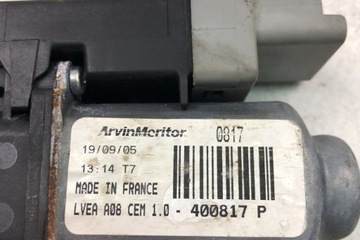 ArvinMeritor 0817
19/09/05
13:14 T7
MADE IN FRANCE
LVEA A08 CEM 1.0 - 400817 P